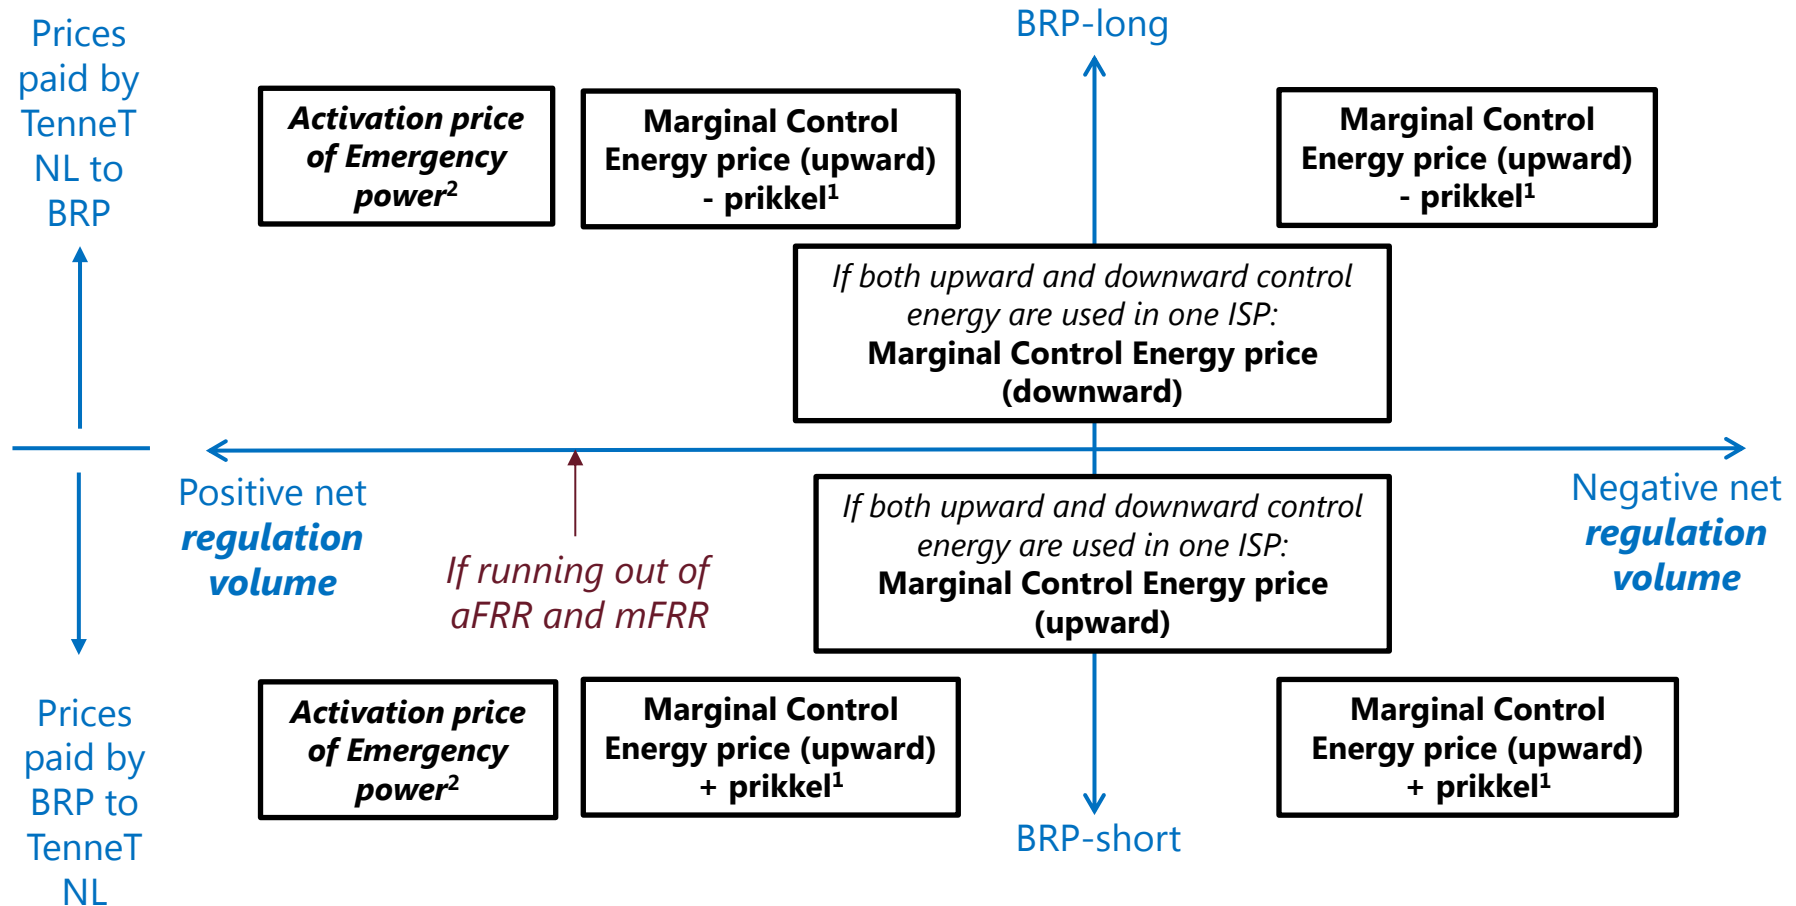 Prices
paid by
TenneT
NL to
BRP
BRP-long
Activation price
of Emergency
power²
Marginal Control
Energy price (upward)
- prikkel¹
Marginal Control
Energy price (upward)
- prikkel¹
If both upward and downward control
energy are used in one ISP:
Marginal Control Energy price
(downward)
Positive net
regulation
volume
If running out of
aFRR and mFRR
If both upward and downward control
energy are used in one ISP:
Marginal Control Energy price
(upward)
Negative net
regulation
volume
Prices
paid by
BRP to
TenneT
NL
Activation price
of Emergency
power²
Marginal Control
Energy price (upward)
+ prikkel¹
Marginal Control
Energy price (upward)
+ prikkel¹
BRP-short